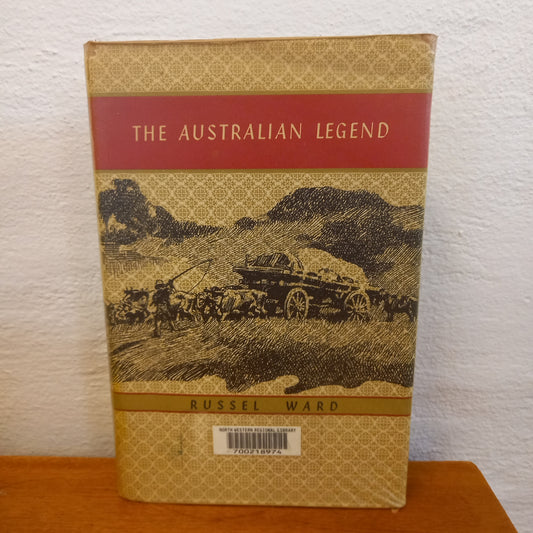 THE AUSTRALIAN LEGEND
RUSSEL WARD
NORTH WESTERN REGIONAL LIBRARY
700218974